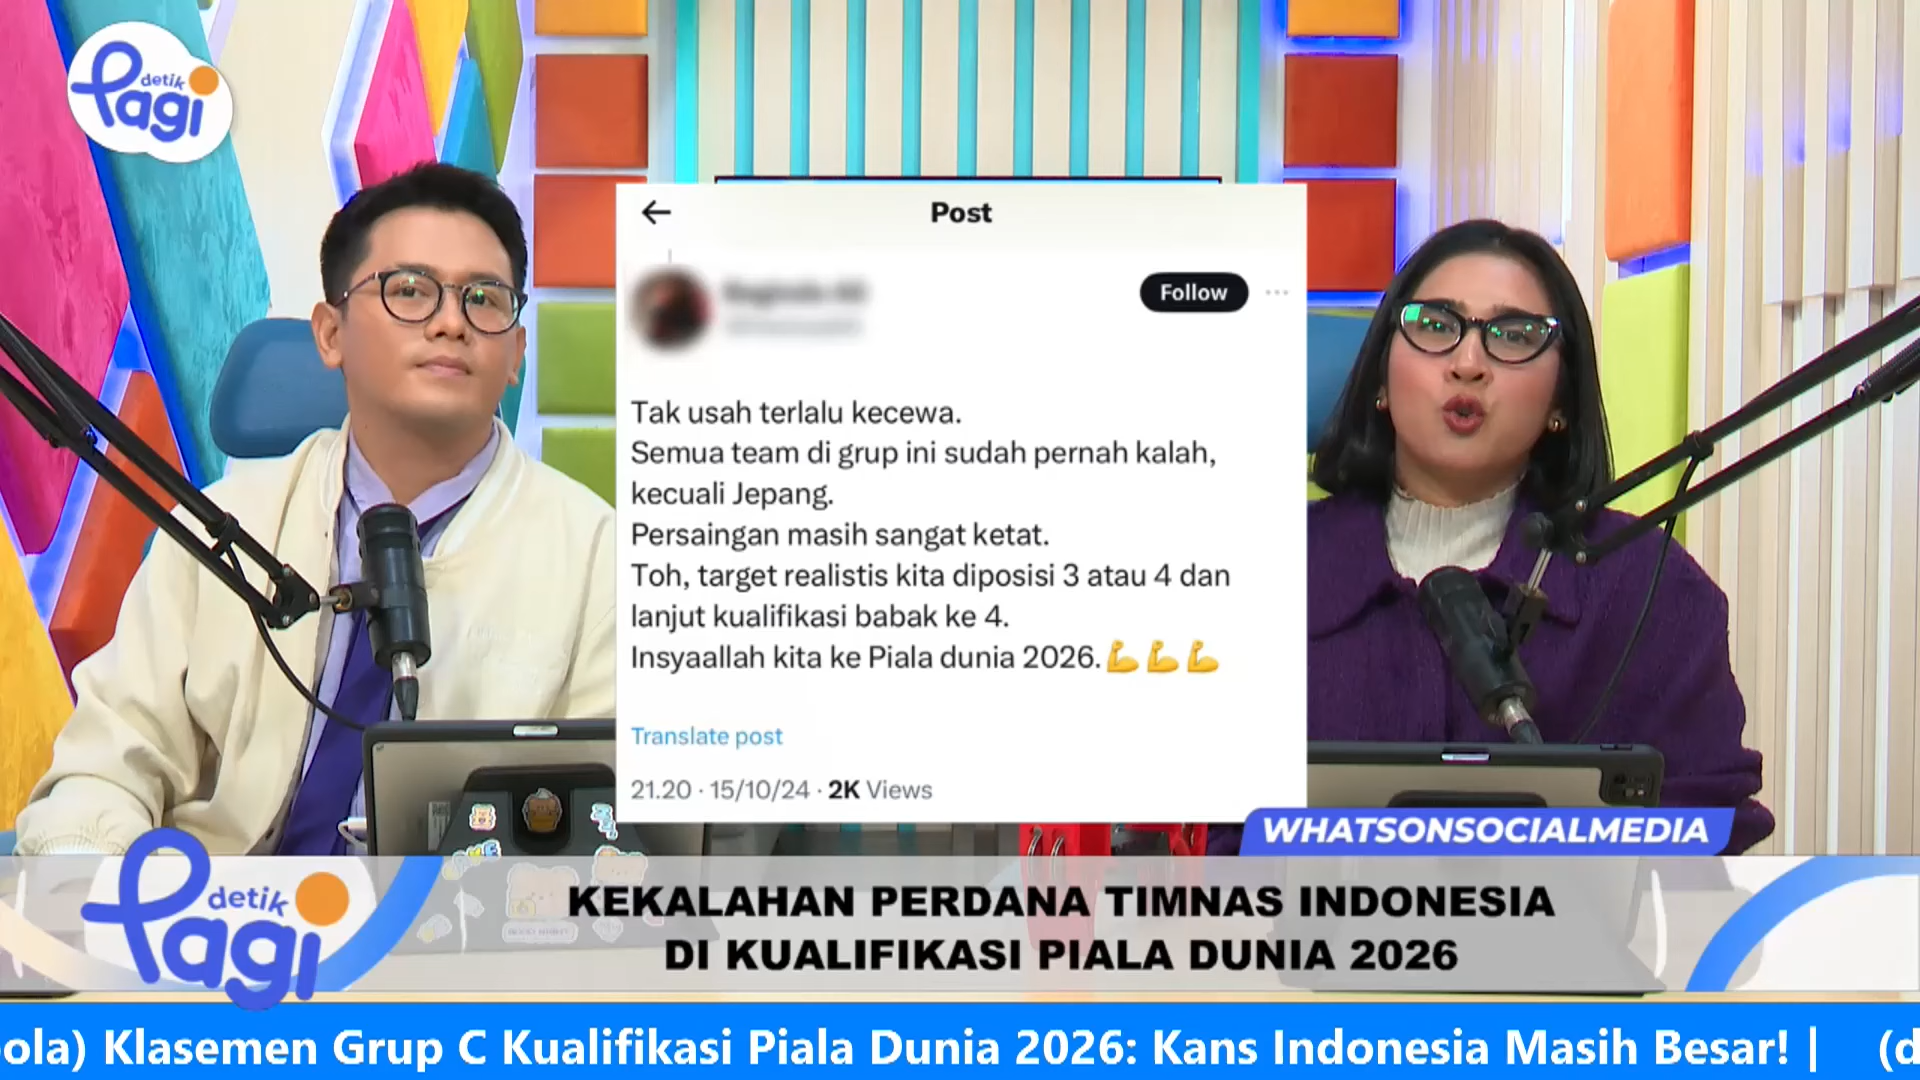 detik
Pagi
Post
Follow
Tak usah terlalu kecewa.
Semua team di grup ini sudah pernah kalah,
kecuali Jepang.
Persaingan masih sangat ketat.
Toh, target realistis kita diposisi 3 atau 4 dan
lanjut kualifikasi babak ke 4.
Insyaallah kita ke Piala dunia 2026.💪💪💪
Translate post
21.20 · 15/10/24 · 2K Views
WHATSONSOCIALMEDIA
detik
Pagi
KEKALAHAN PERDANA TIMNAS INDONESIA
DI KUALIFIKASI PIALA DUNIA 2026
ola) Klasemen Grup C Kualifikasi Piala Dunia 2026: Kans Indonesia Masih Besar! | (d